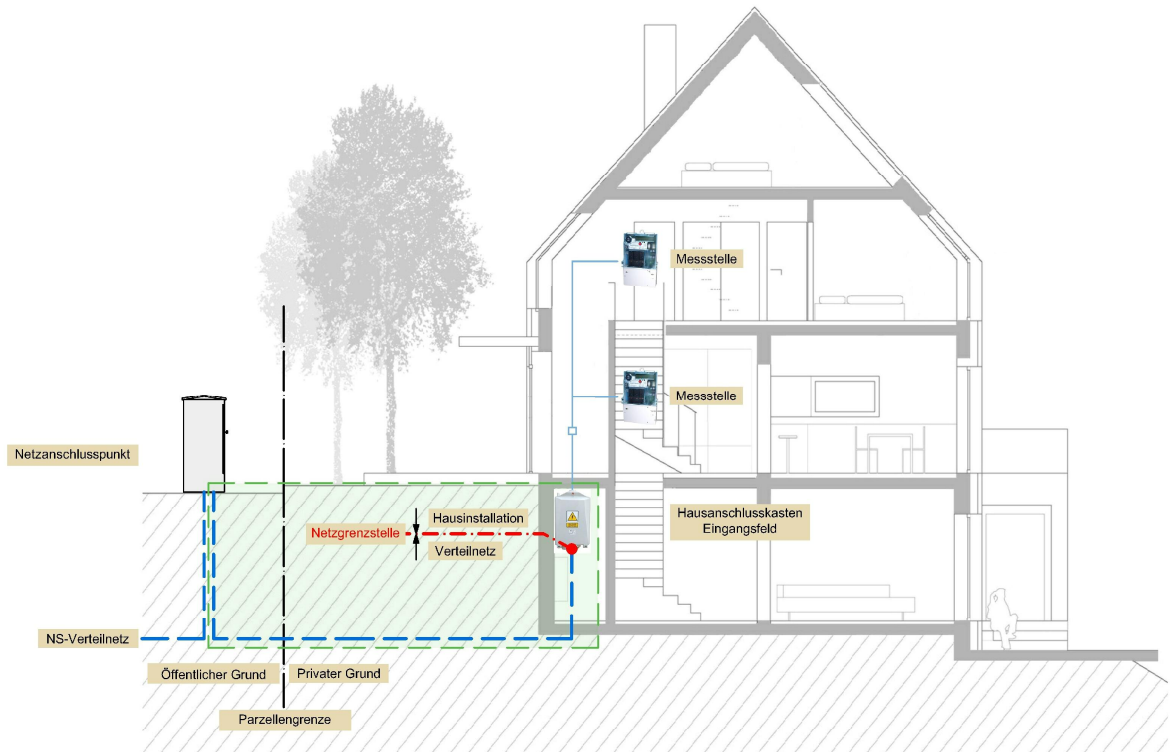 Messstelle
Messstelle
Netzanschlusspunkt
Hausanschlusskasten
Eingangsfeld
Hausinstallation
Netzgrenzstelle
Verteilnetz
NS-Verteilnetz
Öffentlicher Grund
Privater Grund
Parzellengrenze